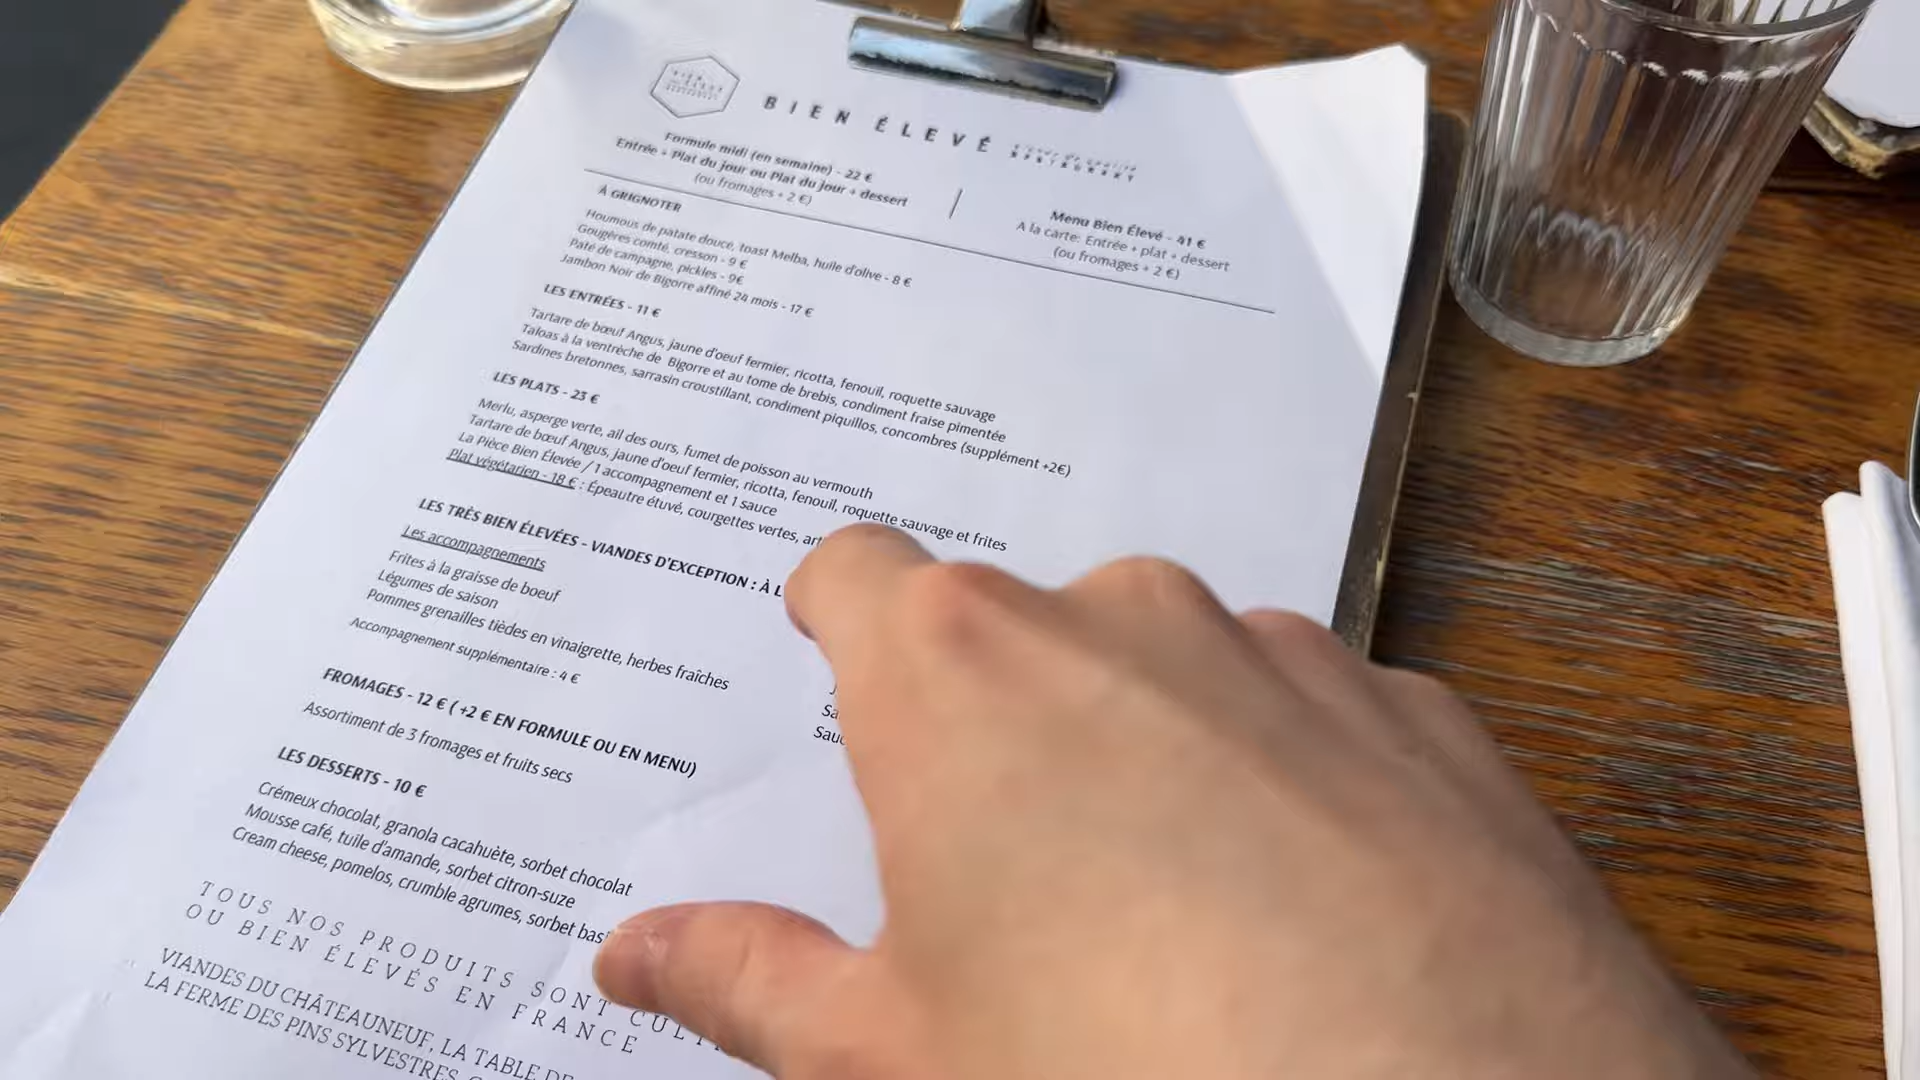 BIEN ÉLEVÉ
Formule midi (en semaine) - 22 €
Entrée + Plat du jour ou Plat du jour + dessert
(ou fromages + 2 €)
Menu Bien Élevé - 41 €
A la carte: Entrée + plat + dessert
(ou fromages + 2 €)
À GRIGNOTER
Houmous de patate douce, toast Melba, huile d'olive - 8 €
Gougères comté, cresson - 9 €
Paté de campagne, pickles - 9€
Jambon Noir de Bigorre affiné 24 mois - 17 €
LES ENTRÉES - 11 €
Tartare de bœuf Angus, jaune d'oeuf fermier, ricotta, fenouil, roquette sauvage
Taloas à la ventrèche de Bigorre et au tome de brebis, condiment fraise pimentée
Sardines bretonnes, sarrasin croustillant, condiment piquillos, concombres (supplément +2€)
LES PLATS - 23 €
Merlu, asperge verte, ail des ours, fumet de poisson au vermouth
Tartare de bœuf Angus, jaune d'oeuf fermier, ricotta, fenouil, roquette sauvage et frites
La Pièce Bien Élevée / 1 accompagnement et 1 sauce
Plat végétarien - 18 € : Épeautre étuvé, courgettes vertes,
LES TRÈS BIEN ÉLEVÉES - VIANDES D'EXCEPTION : À
Les accompagnements
Frites à la graisse de boeuf
Légumes de saison
Pommes grenailles tièdes en vinaigrette, herbes fraîches
Accompagnement supplémentaire : 4 €
FROMAGES - 12 € ( +2 € EN FORMULE OU EN MENU)
Assortiment de 3 fromages et fruits secs
LES DESSERTS - 10 €
Crémeux chocolat, granola cacahuète, sorbet chocolat
Mousse café, tuile d'amande, sorbet citron-suze
Cream cheese, pomelos, crumble agrumes, sorbet
TOUS NOS PRODUITS SONT
OU BIEN ÉLEVÉS EN FRANCE
VIANDES DU CHÂTEAUNEUF, LA TABLE DE
LA FERME DES PINS SYLVESTRES,